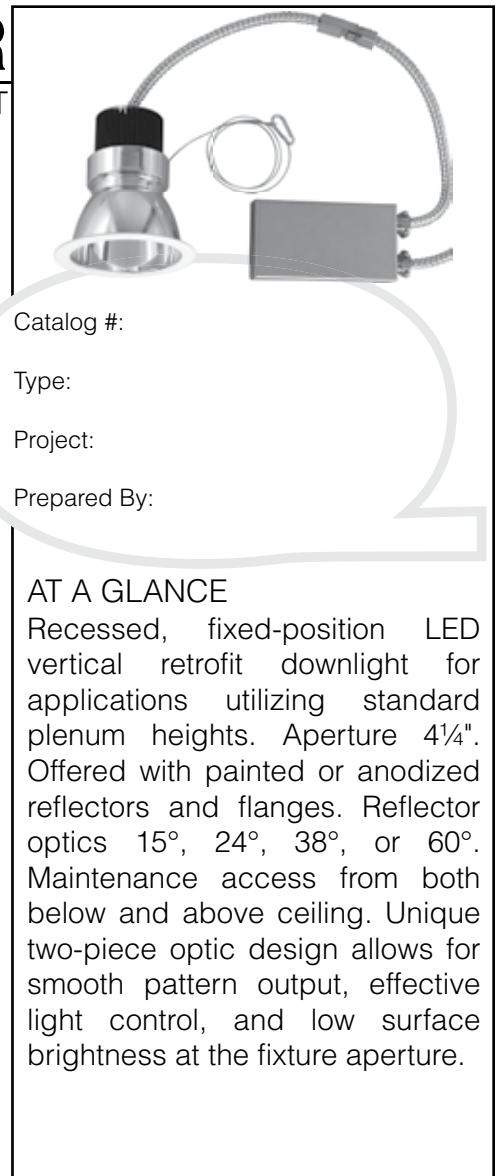 Catalog #:
Type:
Project:
Prepared By:
AT A GLANCE
Recessed, fixed-position LED
vertical retrofit downlight for
applications utilizing standard
plenum heights. Aperture 4¼".
Offered with painted or anodized
reflectors and flanges. Reflector
optics 15°, 24°, 38°, or 60°.
Maintenance access from both
below and above ceiling. Unique
two-piece optic design allows for
smooth pattern output, effective
light control, and low surface
brightness at the fixture aperture.